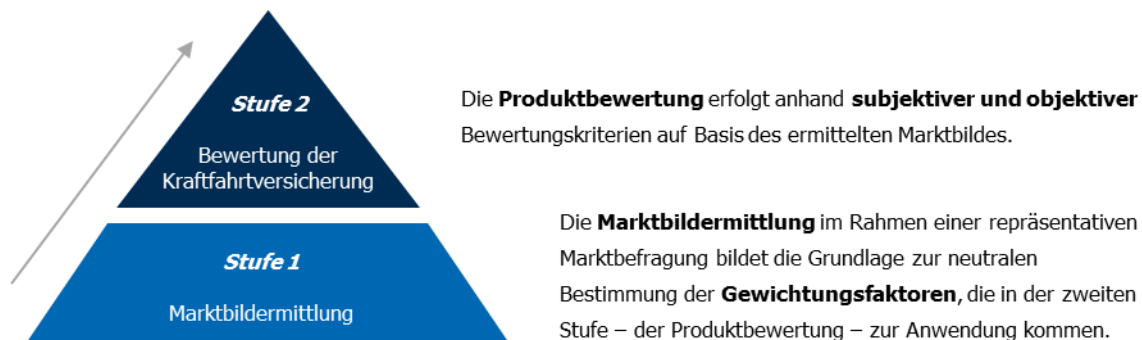 Stufe 2
Bewertung der
Kraftfahrtversicherung
Die Produktbewertung erfolgt anhand subjektiver und objektiver
Bewertungskriterien auf Basis des ermittelten Marktbildes.
Stufe 1
Marktbildermittlung
Die Marktbildermittlung im Rahmen einer repräsentativen
Marktbefragung bildet die Grundlage zur neutralen
Bestimmung der Gewichtungsfaktoren, die in der zweiten
Stufe – der Produktbewertung – zur Anwendung kommen.